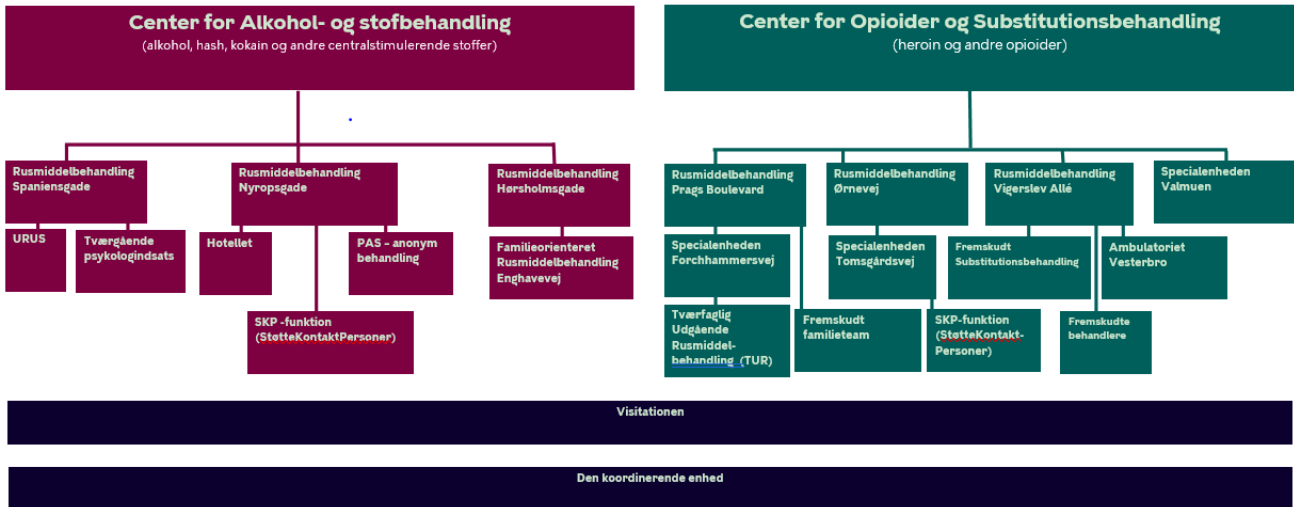 Center for Alkohol- og stofbehandling
(alkohol, hash, kokain og andre centralstimulerende stoffer)
Center for Opioider og Substitutionsbehandling
(heroin og andre opioider)
Rusmiddelbehandling
Spaniensgade
Rusmiddelbehandling
Nyropsgade
Rusmiddelbehandling
Hørsholmsgade
URUS
Tværgående
psykologindsats
Hotellet
PAS - anonym
behandling
Familieorienteret
Rusmiddelbehandling
Enghavevej
SKP -funktion
(StøtteKontaktPersoner)
Rusmiddelbehandling
Prags Boulevard
Rusmiddelbehandling
Ørnevej
Rusmiddelbehandling
Vigerslev Allé
Specialenheden
Valmuen
Specialenheden
Forchhammersvej
Specialenheden
Tomsgårdsvej
Fremskudt
Substitutionsbehandling
Ambulatoriet
Vesterbro
Tværfaglig
Udgående
Rusmiddel-
behandling (TUR)
Fremskudt
familieteam
SKP-funktion
(StøtteKontakt-
Personer)
Fremskudte
behandlere
Visitationen
Den koordinerende enhed